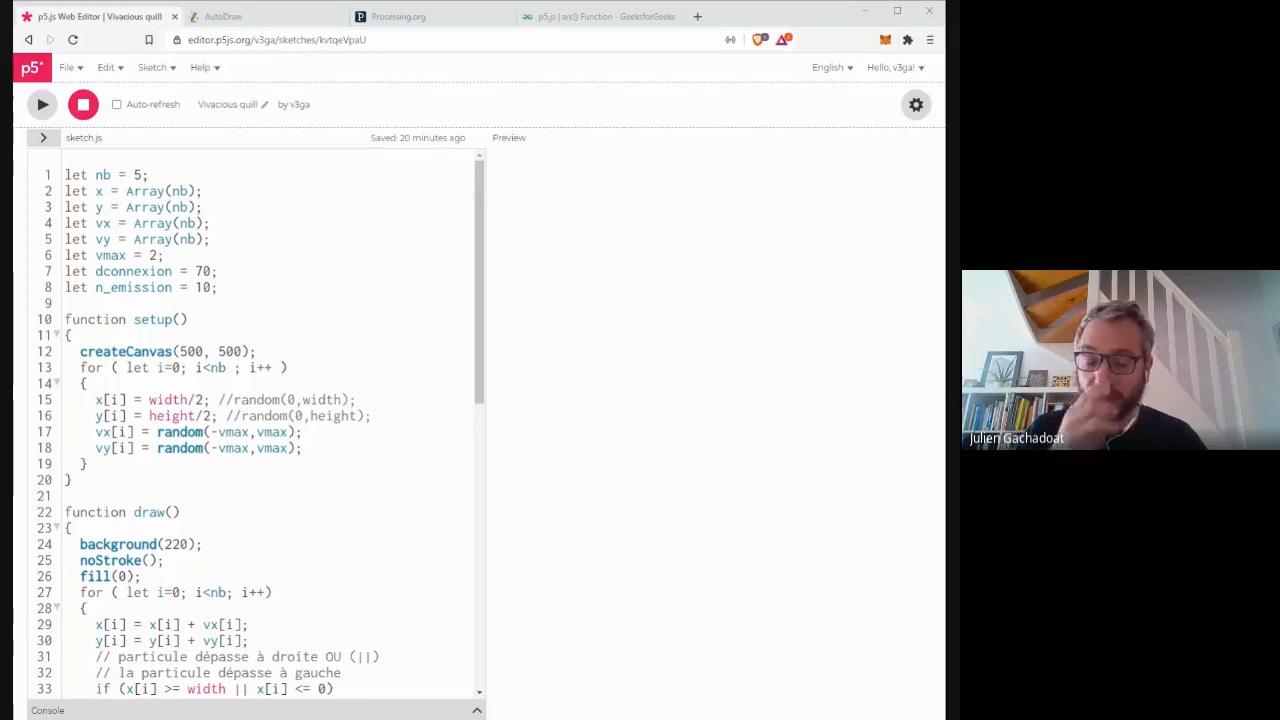 p5.js Web Editor | Vivacious quill
AutoDraw
Processing.org
p5.js | arc() Function - GeeksforGeeks
editor.p5js.org/v3ga/sketches/kvtqeVpaU
p5*
File
Edit
Sketch
Help
English
Hello, v3ga!
Auto-refresh
Vivacious quill
by v3ga
sketch.js
Saved: 20 minutes ago
Preview
1 let nb = 5;
2 let x = Array(nb);
3 let y = Array(nb);
4 let vx = Array(nb);
5 let vy = Array(nb);
6 let vmax = 2;
7 let dconnexion = 70;
8 let n_emission = 10;
9
10 function setup()
11 {
12 createCanvas(500, 500);
13 for ( let i=0; i<nb ; i++ )
14 {
15 x[i] = width/2; //random(0,width);
16 y[i] = height/2; //random(0,height);
17 vx[i] = random(-vmax,vmax);
18 vy[i] = random(-vmax,vmax);
19 }
20 }
21
22 function draw()
23 {
24 background(220);
25 noStroke();
26 fill(0);
27 for ( let i=0; i<nb; i++)
28 {
29 x[i] = x[i] + vx[i];
30 y[i] = y[i] + vy[i];
31 // particule dépasse à droite OU (||)
32 // la particule dépasse à gauche
33 if (x[i] >= width || x[i] <= 0)
Console
Julien Gachadoat